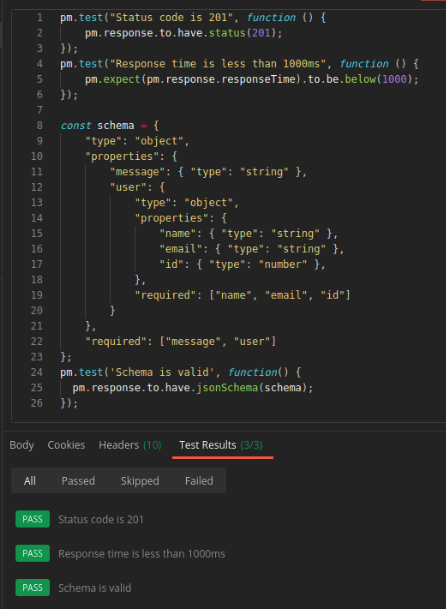 1 pm.test("Status code is 201", function () {
2 pm.response.to.have.status(201);
3 });
4 pm.test("Response time is less than 1000ms", function () {
5 pm.expect(pm.response.responseTime).to.be.below(1000);
6 });
7
8 const schema = {
9 "type": "object",
10 "properties": {
11 "message": { "type": "string" },
12 "user": {
13 "type": "object",
14 "properties": {
15 "name": { "type": "string" },
16 "email": { "type": "string" },
17 "id": { "type": "number" },
18 },
19 "required": ["name", "email", "id"]
20 }
21 },
22 "required": ["message", "user"]
23 };
24 pm.test('Schema is valid', function() {
25 pm.response.to.have.jsonSchema(schema);
26 });
Body Cookies Headers (10) Test Results (3/3)
All Passed Skipped Failed
PASS Status code is 201
PASS Response time is less than 1000ms
PASS Schema is valid